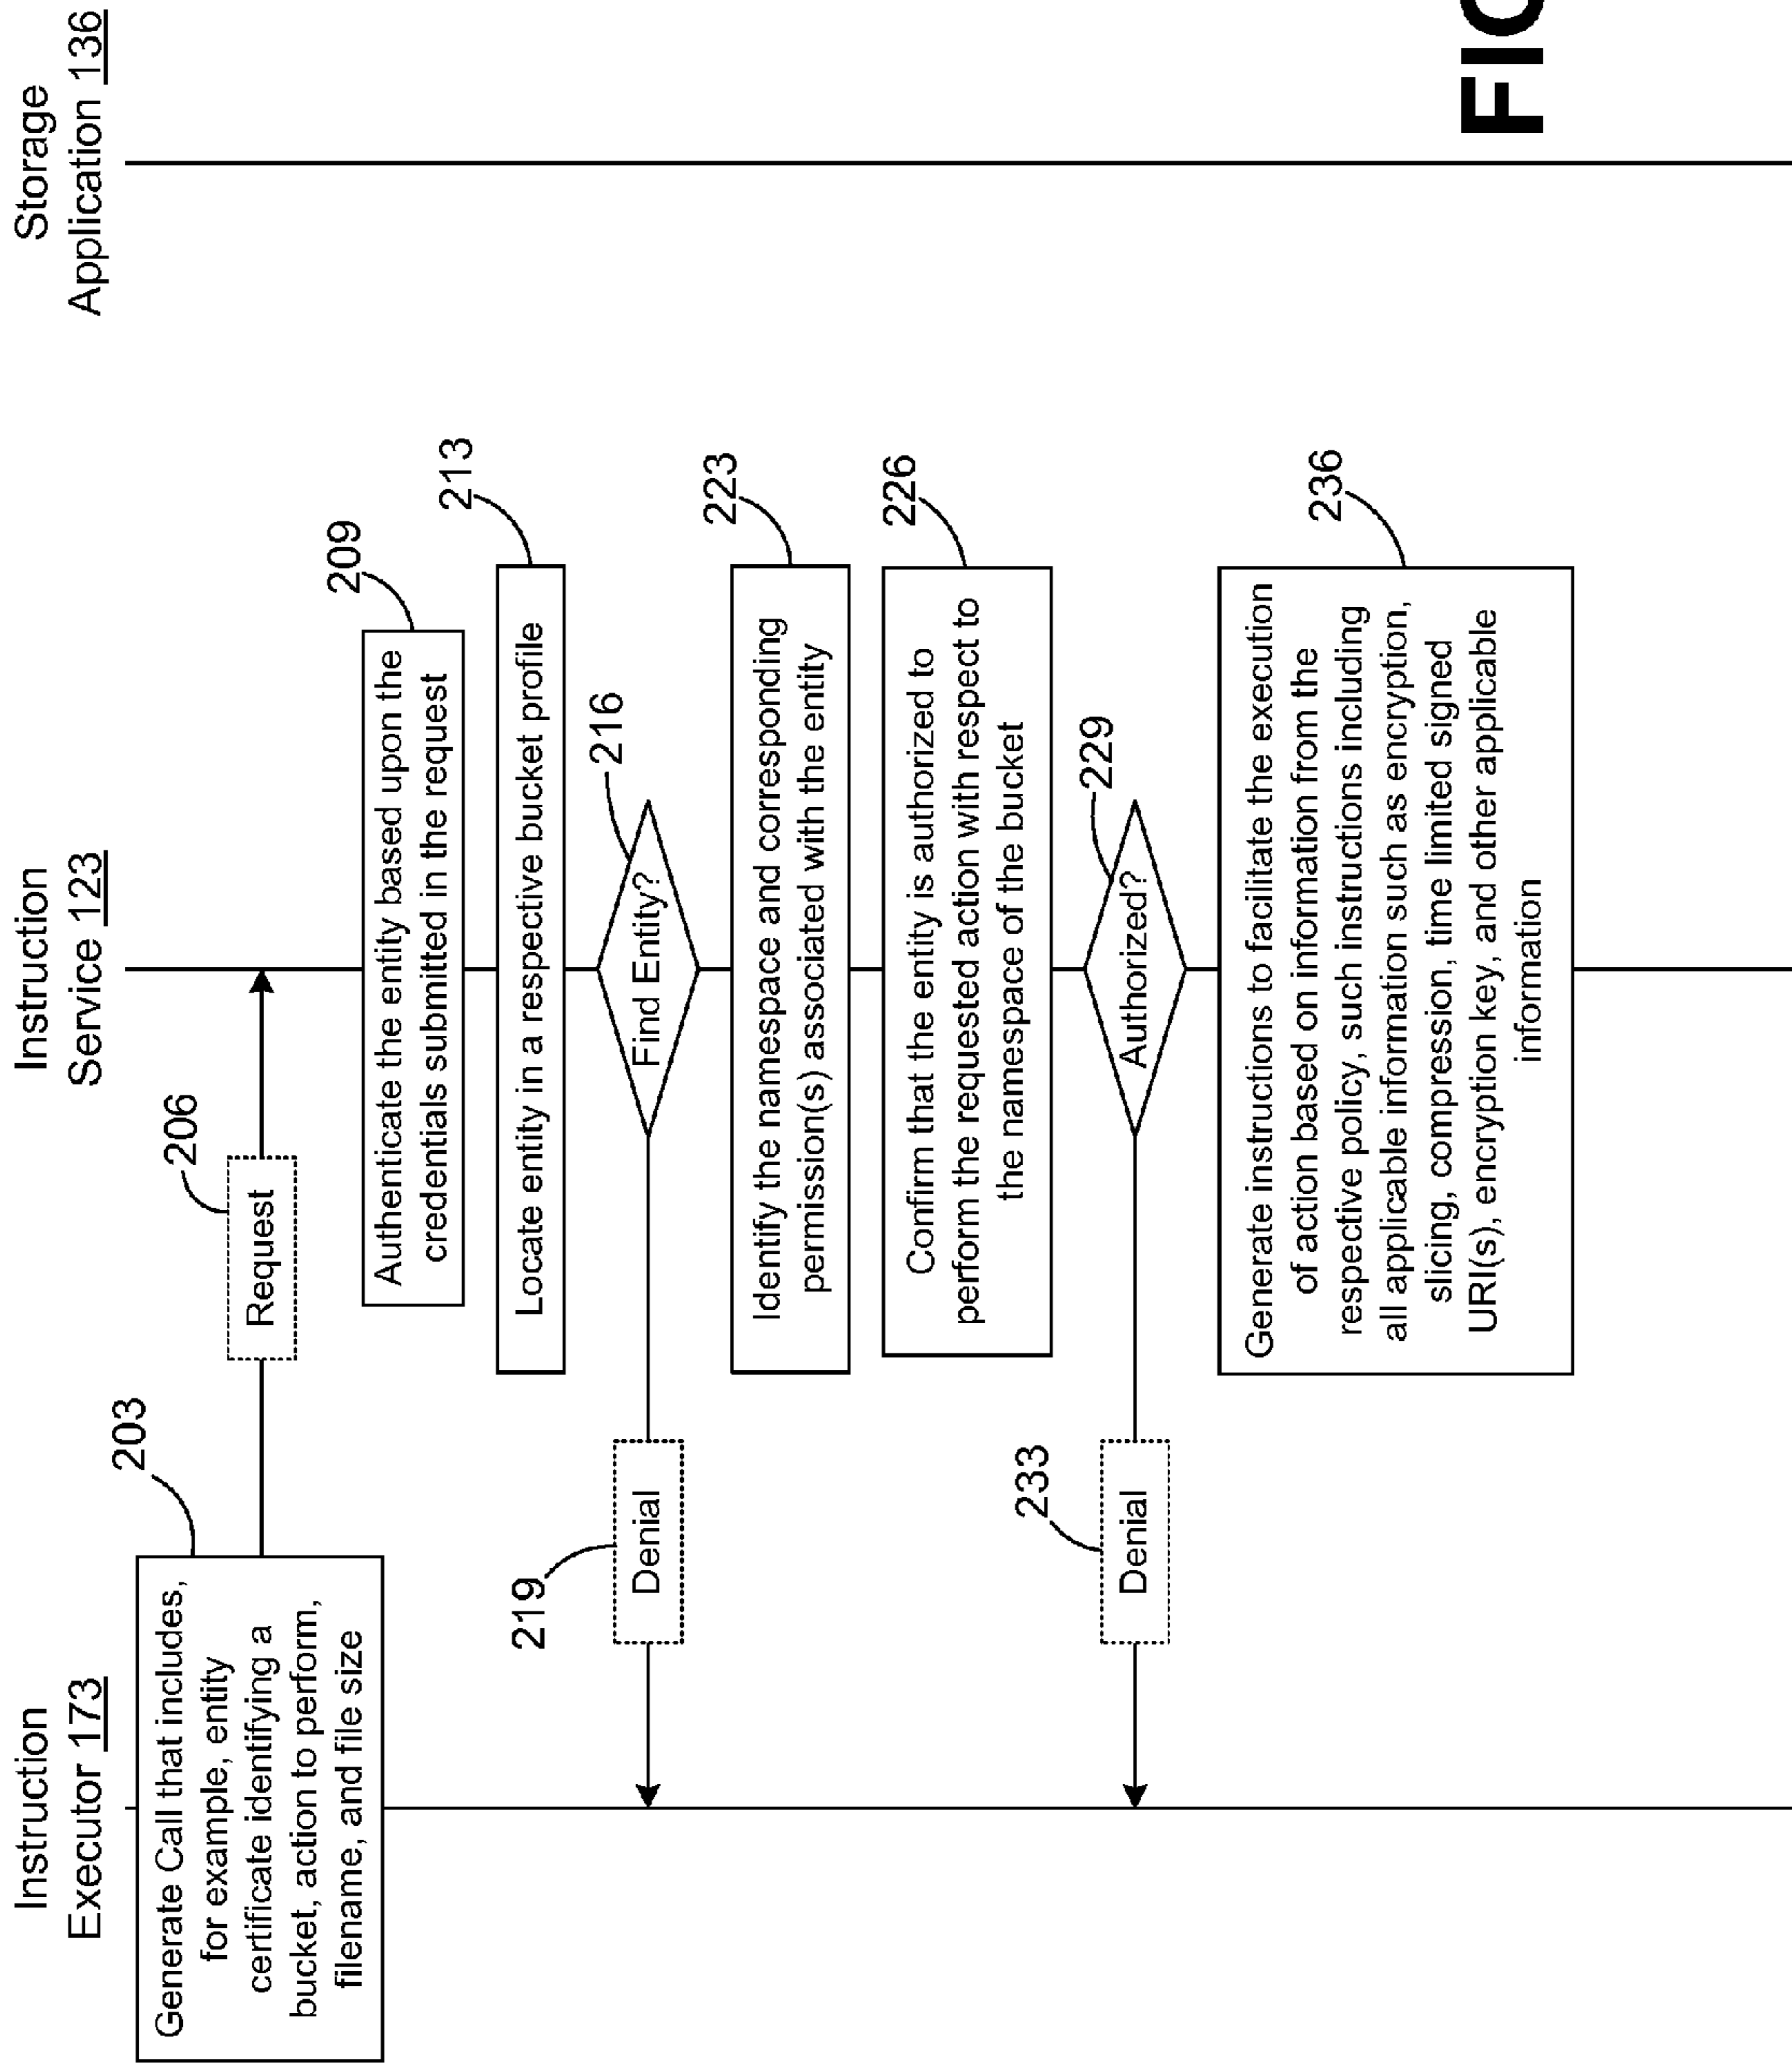 Instruction
Executor 173
Instruction
Service 123
Storage
Application 136
203
Generate Call that includes,
for example, entity
certificate identifying a
bucket, action to perform,
filename, and file size
206
Request
209
Authenticate the entity based upon the
credentials submitted in the request
213
Locate entity in a respective bucket profile
216
Find Entity?
219
Denial
223
Identify the namespace and corresponding
permission(s) associated with the entity
226
Confirm that the entity is authorized to
perform the requested action with respect to
the namespace of the bucket
229
Authorized?
233
Denial
236
Generate instructions to facilitate the execution
of action based on information from the
respective policy, such instructions including
all applicable information such as encryption,
slicing, compression, time limited signed
URI(s), encryption key, and other applicable
information